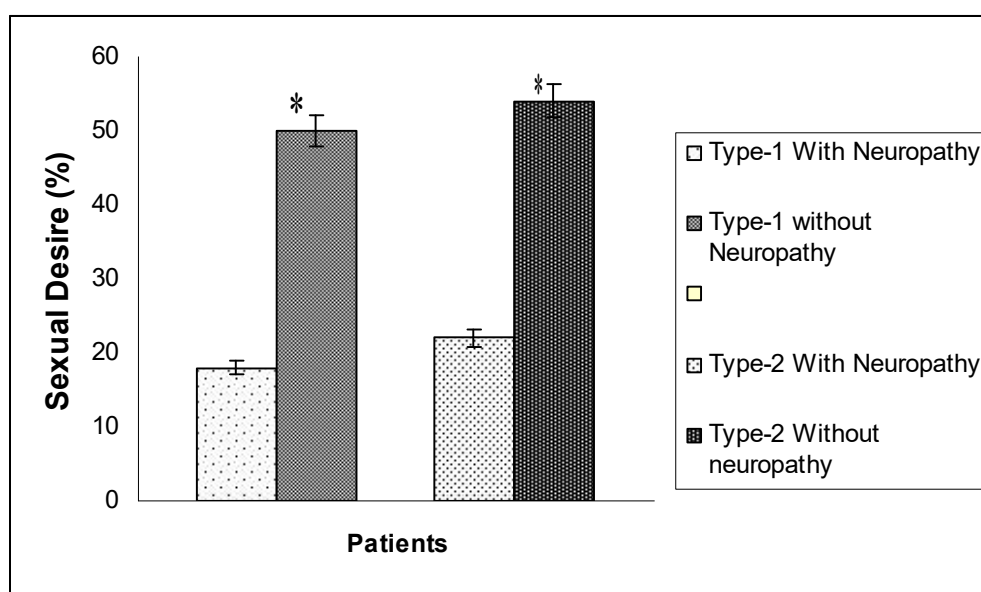 60
50
40
30
20
10
0
Sexual Desire (%)
*
*
Patients
Type-1 With Neuropathy
Type-1 without
Neuropathy
Type-2 With Neuropathy
Type-2 Without
neuropathy